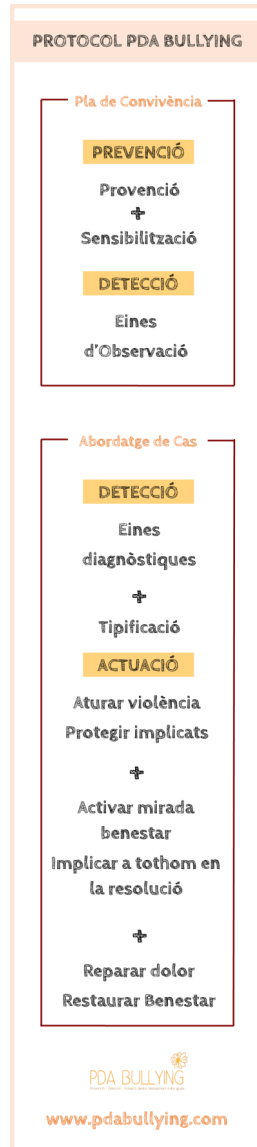 PROTOCOL PDA BULLYING
Pla de Convivència
PREVENCIÓ
Provenció
+
Sensibilització
DETECCIÓ
Eines
d'Observació
Abordatge de Cas
DETECCIÓ
Eines
diagnòstiques
+
Tipificació
ACTUACIÓ
Aturar violència
Protegir implicats
+
Activar mirada
benestar
Implicar a tothom en
la resolució
+
Reparar dolor
Restaurar Benestar
PDA BULLYING
www.pdabullying.com